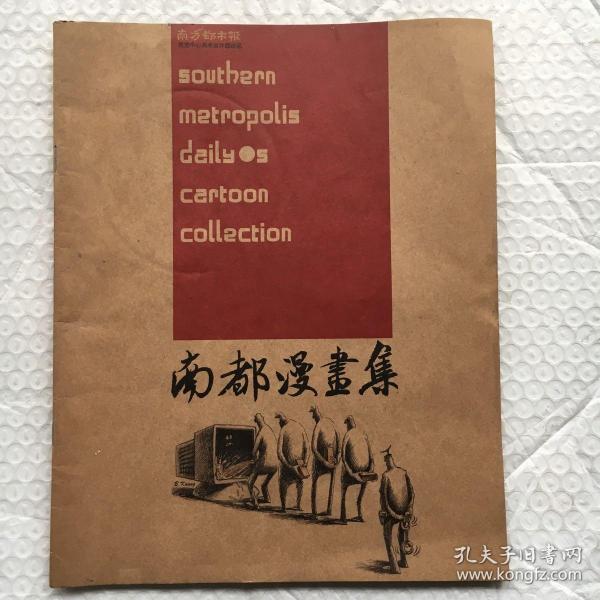 南方都市报
southern
metropolis
daily●s
cartoon
collection
南都漫畫集
B.Kuang
孔夫子旧书网
www.kongfz.com